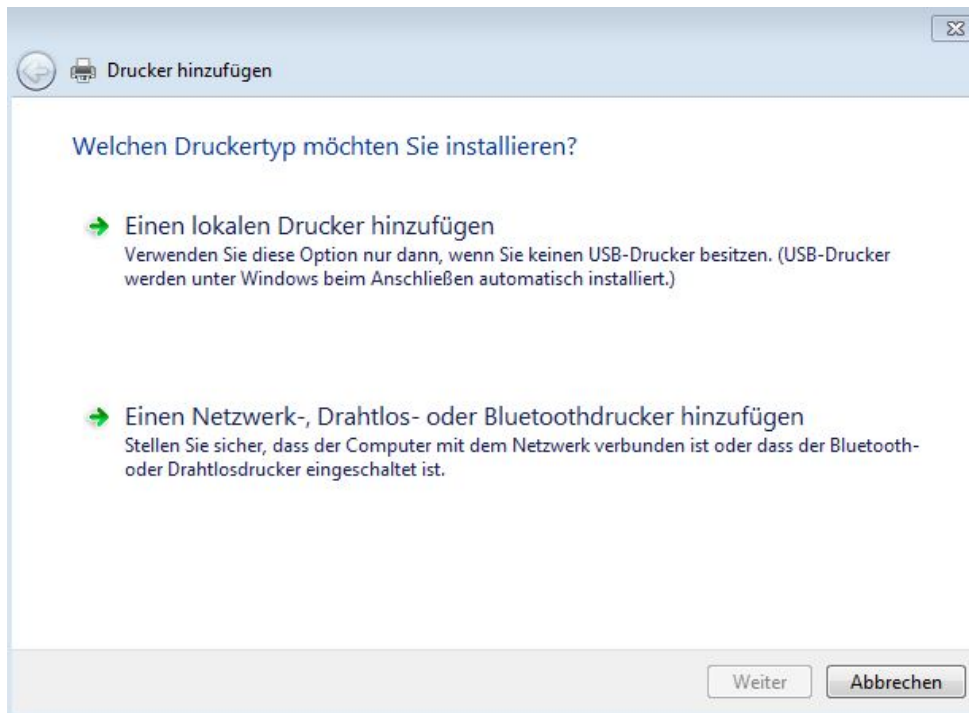 Drucker hinzufügen
Welchen Druckertyp möchten Sie installieren?
Einen lokalen Drucker hinzufügen
Verwenden Sie diese Option nur dann, wenn Sie keinen USB-Drucker besitzen. (USB-Drucker
werden unter Windows beim Anschließen automatisch installiert.)
Einen Netzwerk-, Drahtlos- oder Bluetoothdrucker hinzufügen
Stellen Sie sicher, dass der Computer mit dem Netzwerk verbunden ist oder dass der Bluetooth-
oder Drahtlosdrucker eingeschaltet ist.
Weiter
Abbrechen